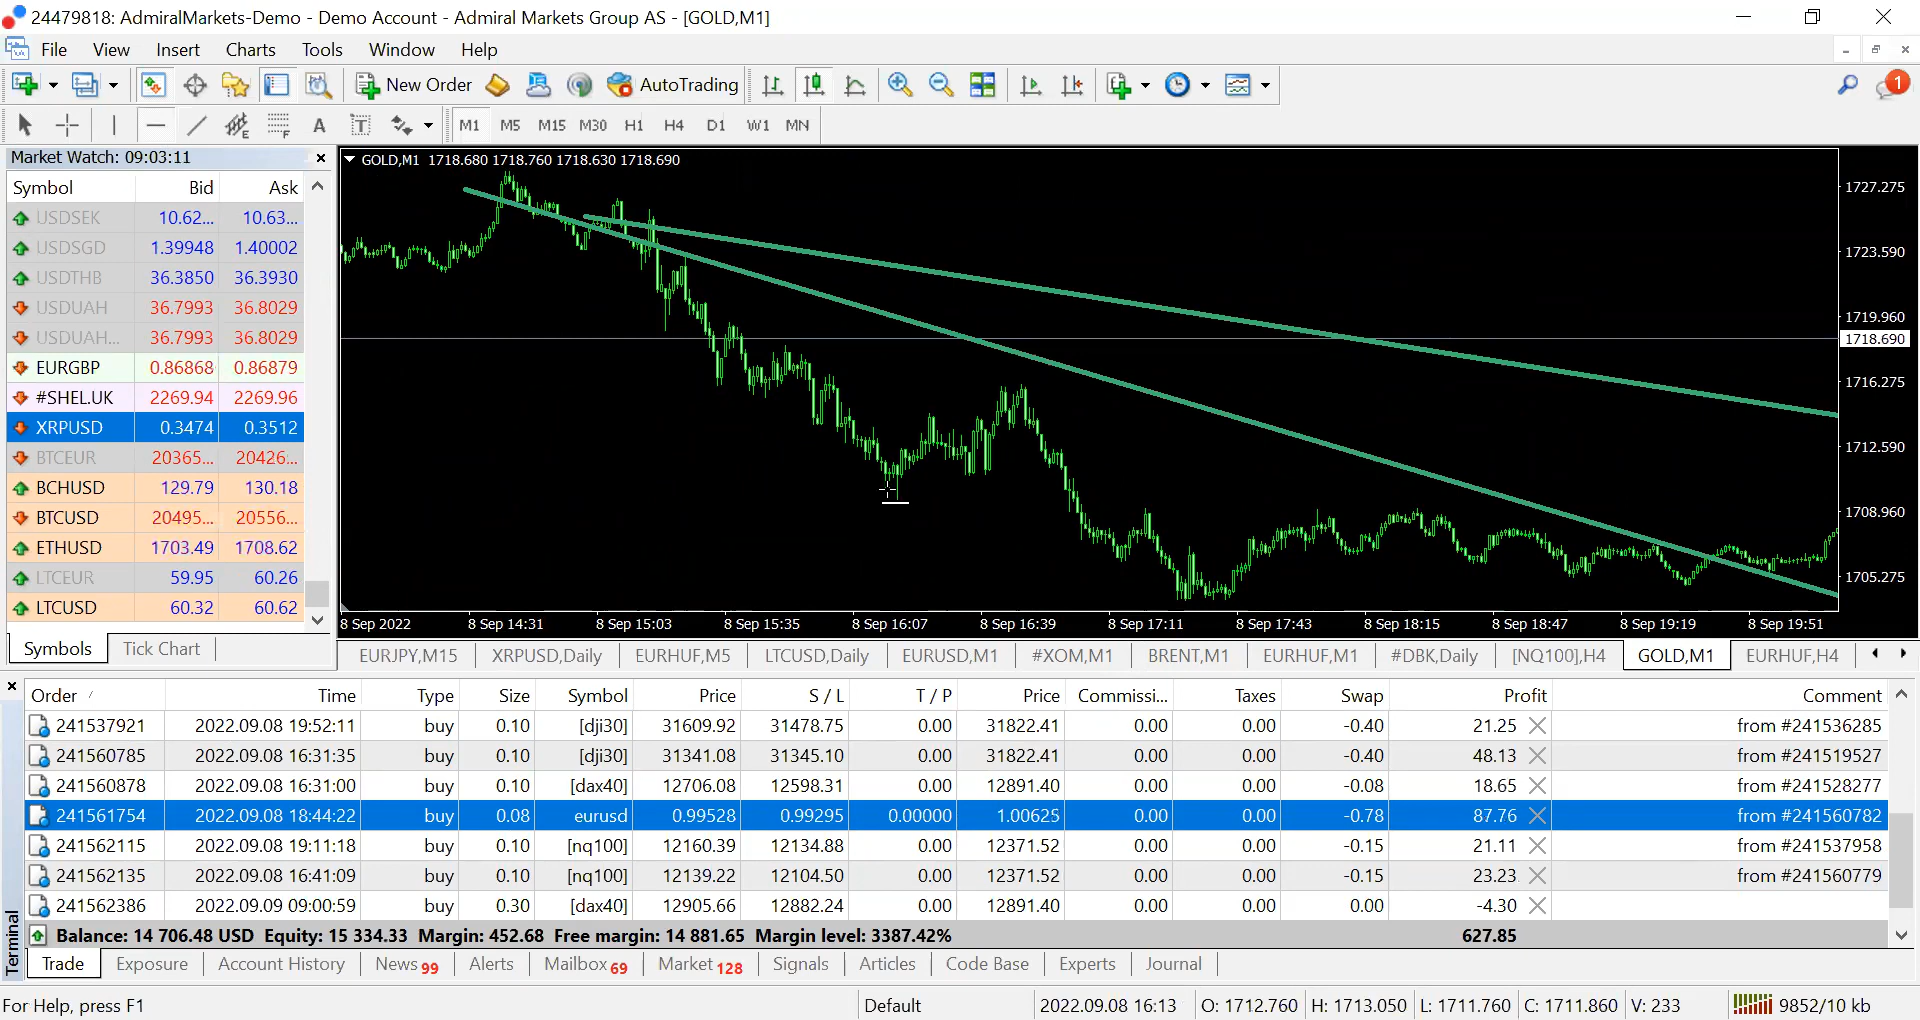 24479818: AdmiralMarkets-Demo - Demo Account - Admiral Markets Group AS - [GOLD,M1]
File View Insert Charts Tools Window Help
New Order AutoTrading 1
E F A T M1 M5 M15 M30 H1 H4 D1 W1 MN
Market Watch: 09:03:11
Symbol Bid Ask
USDSEK 10.62... 10.63...
USDSGD 1.39948 1.40002
USDTHB 36.3850 36.3930
USDUAH 36.7993 36.8029
USDUAH... 36.7993 36.8029
EURGBP 0.86868 0.86879
#SHEL.UK 2269.94 2269.96
XRPUSD 0.3474 0.3512
BTCEUR 20365... 20426...
BCHUSD 129.79 130.18
BTCUSD 20495... 20556...
ETHUSD 1703.49 1708.62
LTCEUR 59.95 60.26
LTCUSD 60.32 60.62
Symbols Tick Chart
GOLD,M1 1718.680 1718.760 1718.630 1718.690
1727.275
1723.590
1719.960
1718.690
1716.275
1712.590
1708.960
1705.275
8 Sep 2022 8 Sep 14:31 8 Sep 15:03 8 Sep 15:35 8 Sep 16:07 8 Sep 16:39 8 Sep 17:11 8 Sep 17:43 8 Sep 18:15 8 Sep 18:47 8 Sep 19:19 8 Sep 19:51
EURJPY,M15 XRPUSD,Daily EURHUF,M5 LTCUSD,Daily EURUSD,M1 #XOM,M1 BRENT,M1 EURHUF,M1 #DBK,Daily [NQ100],H4 GOLD,M1 EURHUF,H4
Order Time Type Size Symbol Price S / L T / P Price Commissi... Taxes Swap Profit Comment
241537921 2022.09.08 19:52:11 buy 0.10 [dji30] 31609.92 31478.75 0.00 31822.41 0.00 0.00 -0.40 21.25 from #241536285
241560785 2022.09.08 16:31:35 buy 0.10 [dji30] 31341.08 31345.10 0.00 31822.41 0.00 0.00 -0.40 48.13 from #241519527
241560878 2022.09.08 16:31:00 buy 0.10 [dax40] 12706.08 12598.31 0.00 12891.40 0.00 0.00 -0.08 18.65 from #241528277
241561754 2022.09.08 18:44:22 buy 0.08 eurusd 0.99528 0.99295 0.00000 1.00625 0.00 0.00 -0.78 87.76 from #241560782
241562115 2022.09.08 19:11:18 buy 0.10 [nq100] 12160.39 12134.88 0.00 12371.52 0.00 0.00 -0.15 21.11 from #241537958
241562135 2022.09.08 16:41:09 buy 0.10 [nq100] 12139.22 12104.50 0.00 12371.52 0.00 0.00 -0.15 23.23 from #241560779
241562386 2022.09.09 09:00:59 buy 0.30 [dax40] 12905.66 12882.24 0.00 12891.40 0.00 0.00 0.00 -4.30
Balance: 14 706.48 USD Equity: 15 334.33 Margin: 452.68 Free margin: 14 881.65 Margin level: 3387.42% 627.85
Terminal
Trade Exposure Account History News 99 Alerts Mailbox 69 Market 128 Signals Articles Code Base Experts Journal
For Help, press F1 Default 2022.09.08 16:13 O: 1712.760 H: 1713.050 L: 1711.760 C: 1711.860 V: 233 9852/10 kb